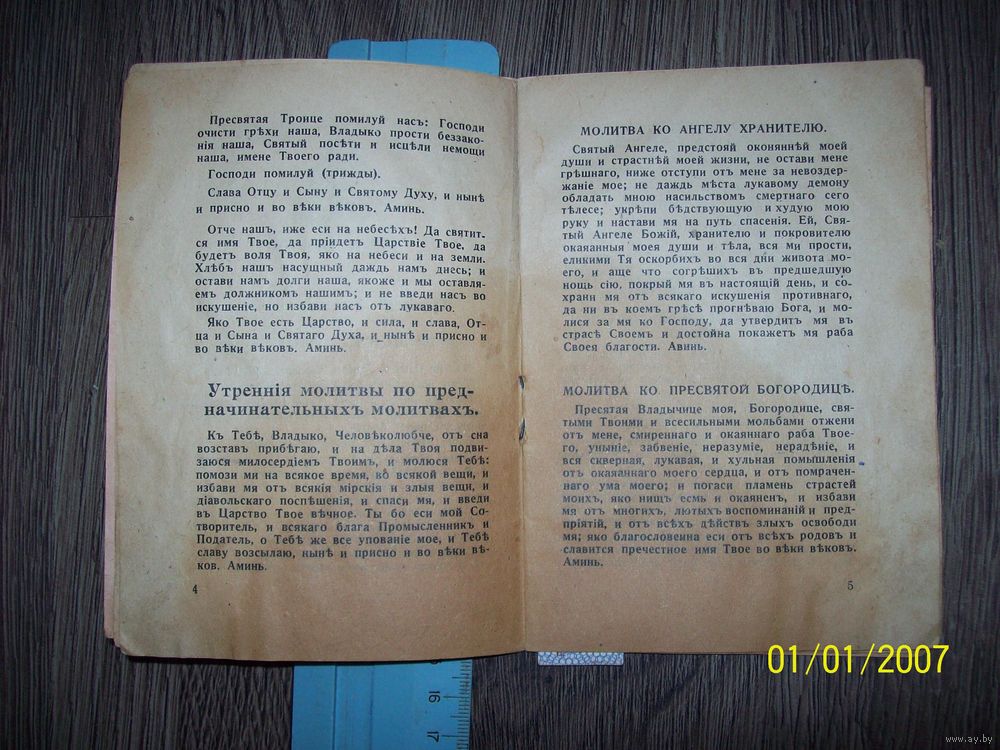 Пресвятая Троице помилуй насъ: Господи
очисти грѣхи наша, Владыко прости беззако-
нія наша, Святый посѣти и исцѣли немощи
наша, имене Твоего ради.
Господи помилуй (трижды).
Слава Отцу и Сыну и Святому Духу, и нынѣ
и присно и во вѣки вѣковъ. Аминь.
Отче нашъ, иже еси на небесѣхъ! Да святит.
ся имя Твое, да пріидетъ Царствіе Твое, да
будетъ воля Твоя, яко на небеси и на земли.
Хлѣбъ нашъ насущный даждь намъ днесь; и
остави намъ долги наша, якоже и мы оставля-
емъ должникомъ нашимъ; и не введи насъ во
искушеніе, но избави насъ отъ лукаваго.
Яко Твое есть Царство, и сила, и слава, От-
ца и Сына и Святаго Духа, и нынѣ и присно и
во вѣки вѣковъ. Аминь.
Утреннія молитвы по пред-
начинательныхъ молитвахъ.
Къ Тебѣ, Владыко, Человѣколюбче, отъ сна
возставъ прибѣгаю, и на дѣла Твоя подви-
заюся милосердіемъ Твоимъ, и молюся Тебѣ:
помози ми на всякое время, во всякой вещи, и
избави мя отъ всякія мірскія и злыя вещи, и
діавольскаго поспѣшенія, и спаси мя, и введи
въ Царство Твое вѣчное. Ты бо еси мой Со-
творитель, и всякаго блага Промысленникъ и
Податель, о Тебѣ же все упованіе мое, и Тебѣ
славу возсылаю, нынѣ и присно и во вѣки вѣ-
ковъ. Аминь.
4
МОЛИТВА КО АНГЕЛУ ХРАНИТЕЛЮ.
Святый Ангеле, предстояй оконяннѣй моей
души и страстнѣй моей жизни, не остави мене
грѣшнаго, ниже отступи отъ мене за невоздер-
жаніе мое; не даждь мѣста лукавому демону
обладать мною насильствомъ смертнаго сего
тѣлесе; укрѣпи бѣдствующую и худую мою
руку и настави мя на путь спасенія. Ей, Свя-
тый Ангеле Божій, хранителю и покровителю
окаянныя моея души и тѣла, вся ми прости,
еликими Тя оскорбихъ во вся дни живота мо-
его, и аще что согрѣшихъ въ предшедшую
нощь сію, покрый мя въ настоящій день, и со-
храни мя отъ всякаго искушенія противнаго,
да ни въ коемъ грѣсѣ прогнѣваю Бога, и мо-
лися за мя ко Господу, да утвердитъ мя въ
страсѣ Своемъ и достойна покажетъ мя раба
Своея благости. Авинь.
МОЛИТВА КО ПРЕСВЯТОЙ БОГОРОДИЦѢ.
Пресятая Владычице моя, Богородице, свя-
тыми Твоими и всесильными мольбами отжени
отъ мене, смиреннаго и окаяннаго раба Твое-
го, уныніе, забвеніе, неразуміе, нерадѣніе, и
вся скверная, лукавая, и хульная помышленія
отъ окаяннаго моего сердца, и отъ помрачен-
наго ума моего; и погаси пламень страстей
моихъ, яко нищъ есмь и окаяненъ, и избави
мя отъ многихъ, лютыхъ воспоминаній и пред-
пріятій, и отъ всѣхъ дѣйствъ злыхъ освободи
мя; яко благословенна еси отъ всѣхъ родовъ и
славится пречестное имя Твое во вѣки вѣковъ.
Аминь.
5
16
17
01/01/2007
www.ay.by